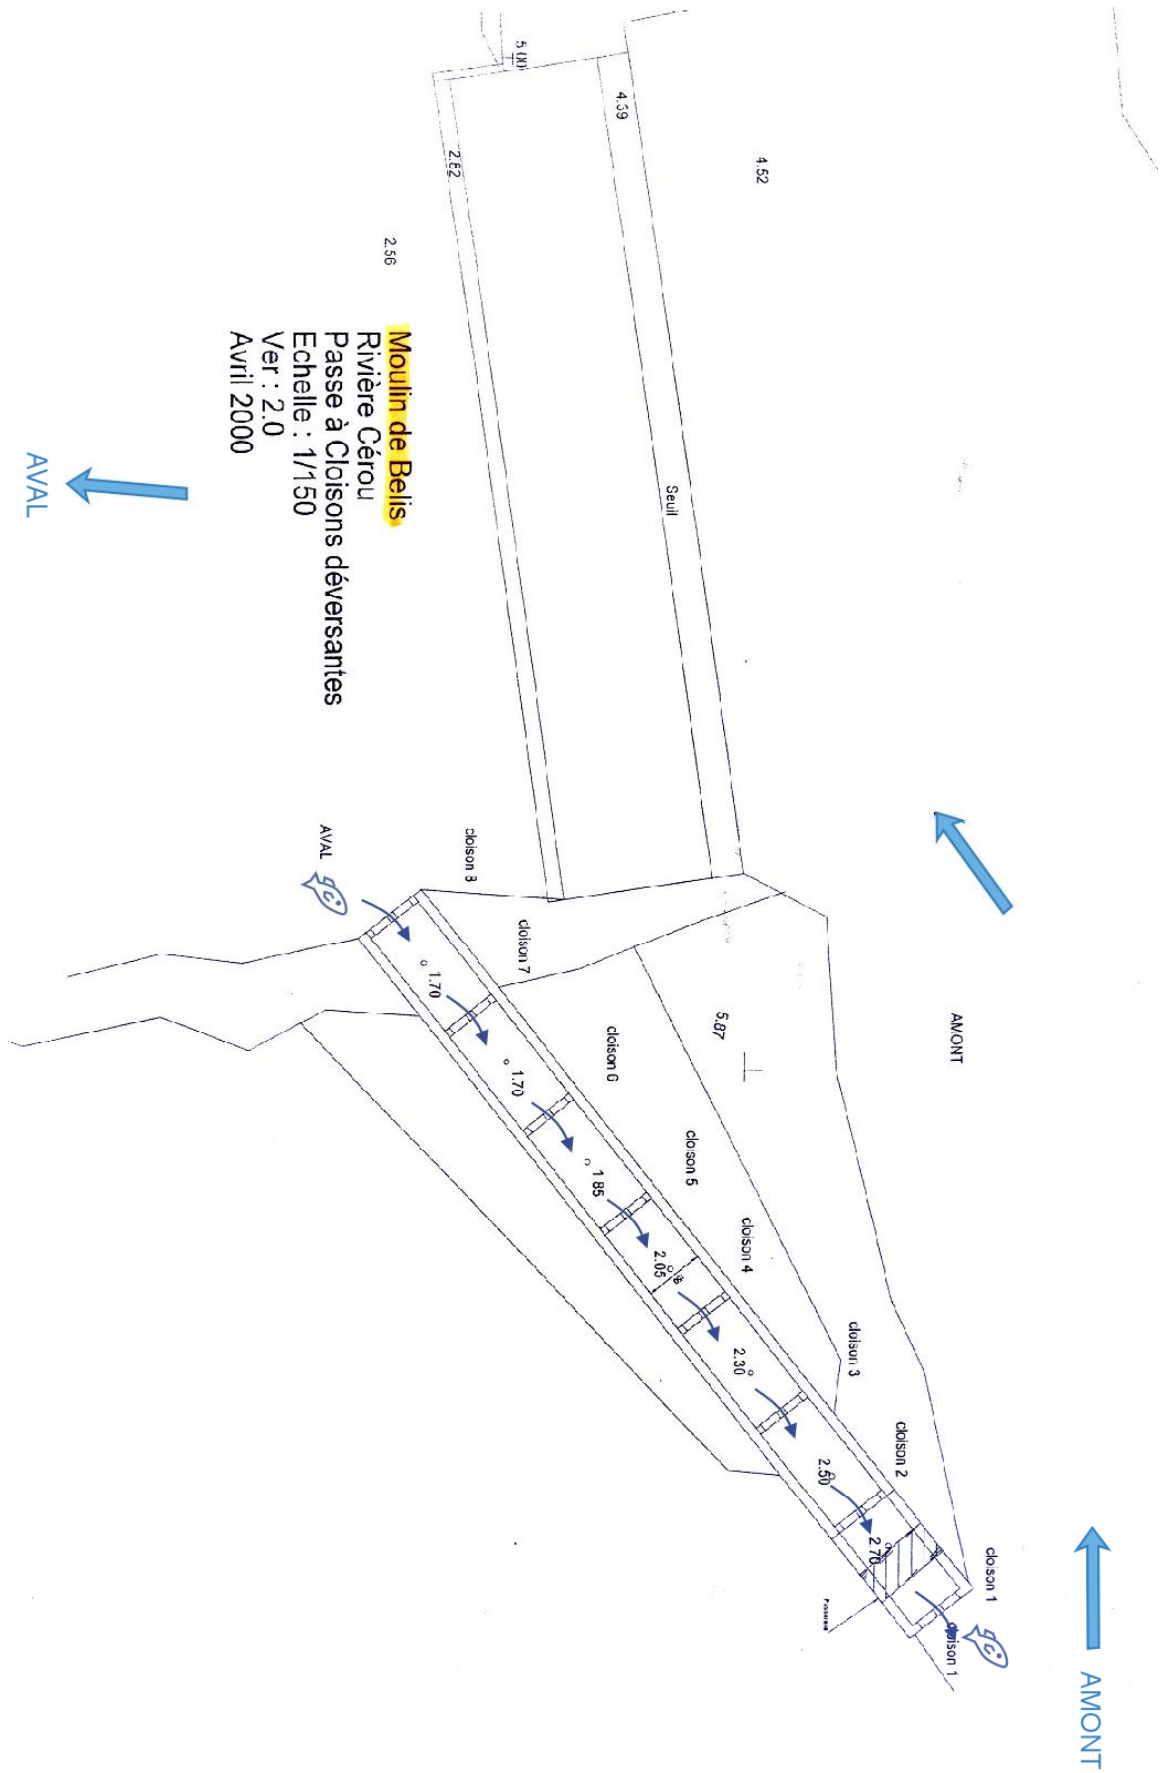 5.00
4.39
4.52
2.82
2.56
Moulin de Belis
Rivière Cérou
Passe à Cloisons déversantes
Echelle : 1/150
Ver : 2.0
Avril 2000
AVAL
Seuil
AVAL
cloison 8
cloison 7
cloison 6
cloison 5
cloison 4
cloison 3
cloison 2
cloison 1
cloison 1
AMONT
5.87
1.70
1.70
1.85
2.05
2.30
2.50
2.70
AMONT